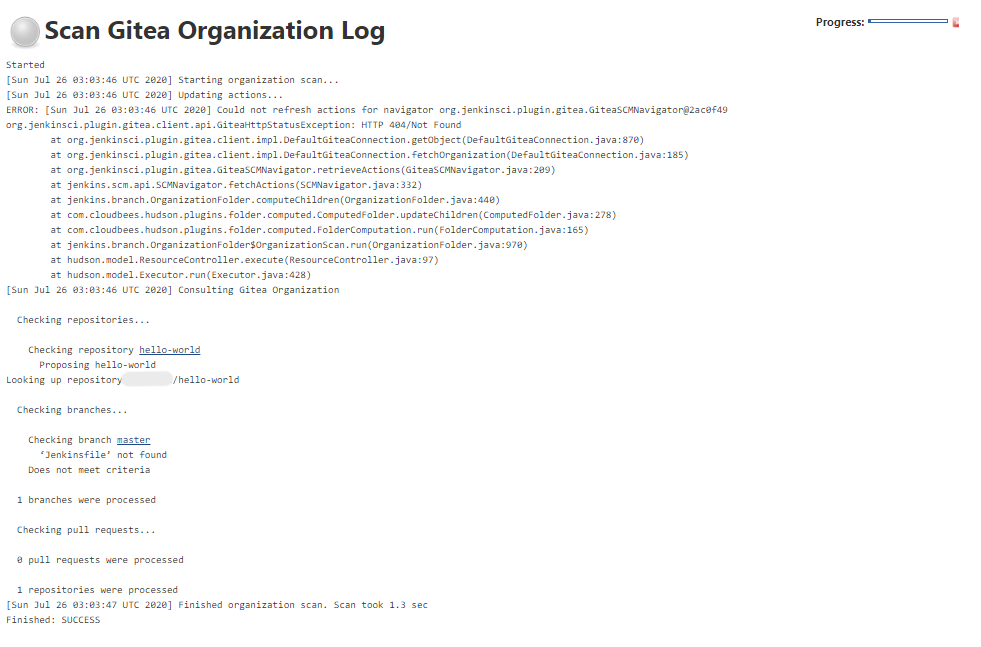 Scan Gitea Organization Log
Progress:
Started
[Sun Jul 26 03:03:46 UTC 2020] Starting organization scan...
[Sun Jul 26 03:03:46 UTC 2020] Updating actions...
ERROR: [Sun Jul 26 03:03:46 UTC 2020] Could not refresh actions for navigator org.jenkinsci.plugin.gitea.GiteaSCMNavigator@2ac0f49
org.jenkinsci.plugin.gitea.client.api.GiteaHttpStatusException: HTTP 404/Not Found
at org.jenkinsci.plugin.gitea.client.impl.DefaultGiteaConnection.getObject(DefaultGiteaConnection.java:870)
at org.jenkinsci.plugin.gitea.client.impl.DefaultGiteaConnection.fetchOrganization(DefaultGiteaConnection.java:185)
at org.jenkinsci.plugin.gitea.GiteaSCMNavigator.retrieveActions(GiteaSCMNavigator.java:209)
at jenkins.scm.api.SCMNavigator.fetchActions(SCMNavigator.java:332)
at jenkins.branch.OrganizationFolder.computeChildren(OrganizationFolder.java:440)
at com.cloudbees.hudson.plugins.folder.computed.ComputedFolder.updateChildren(ComputedFolder.java:278)
at com.cloudbees.hudson.plugins.folder.computed.FolderComputation.run(FolderComputation.java:165)
at jenkins.branch.OrganizationFolder$OrganizationScan.run(OrganizationFolder.java:970)
at hudson.model.ResourceController.execute(ResourceController.java:97)
at hudson.model.Executor.run(Executor.java:428)
[Sun Jul 26 03:03:46 UTC 2020] Consulting Gitea Organization
Checking repositories...
Checking repository hello-world
Proposing hello-world
Looking up repository /hello-world
Checking branches...
Checking branch master
‘Jenkinsfile’ not found
Does not meet criteria
1 branches were processed
Checking pull requests...
0 pull requests were processed
1 repositories were processed
[Sun Jul 26 03:03:47 UTC 2020] Finished organization scan. Scan took 1.3 sec
Finished: SUCCESS